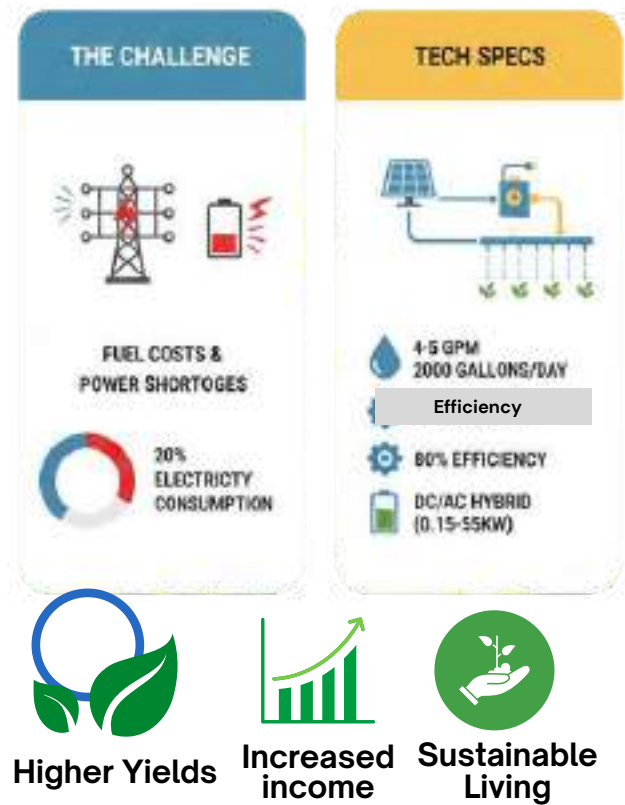 THE CHALLENGE
FUEL COSTS &
POWER SHORTOGES
20%
ELECTRICTY
CONSUMPTION
TECH SPECS
4-5 GPM
2000 GALLONS/DAY
Efficiency
80% EFFICIENCY
DC/AC HYBRID
(0.15-55KW)
Higher Yields
Increased
income
Sustainable
Living